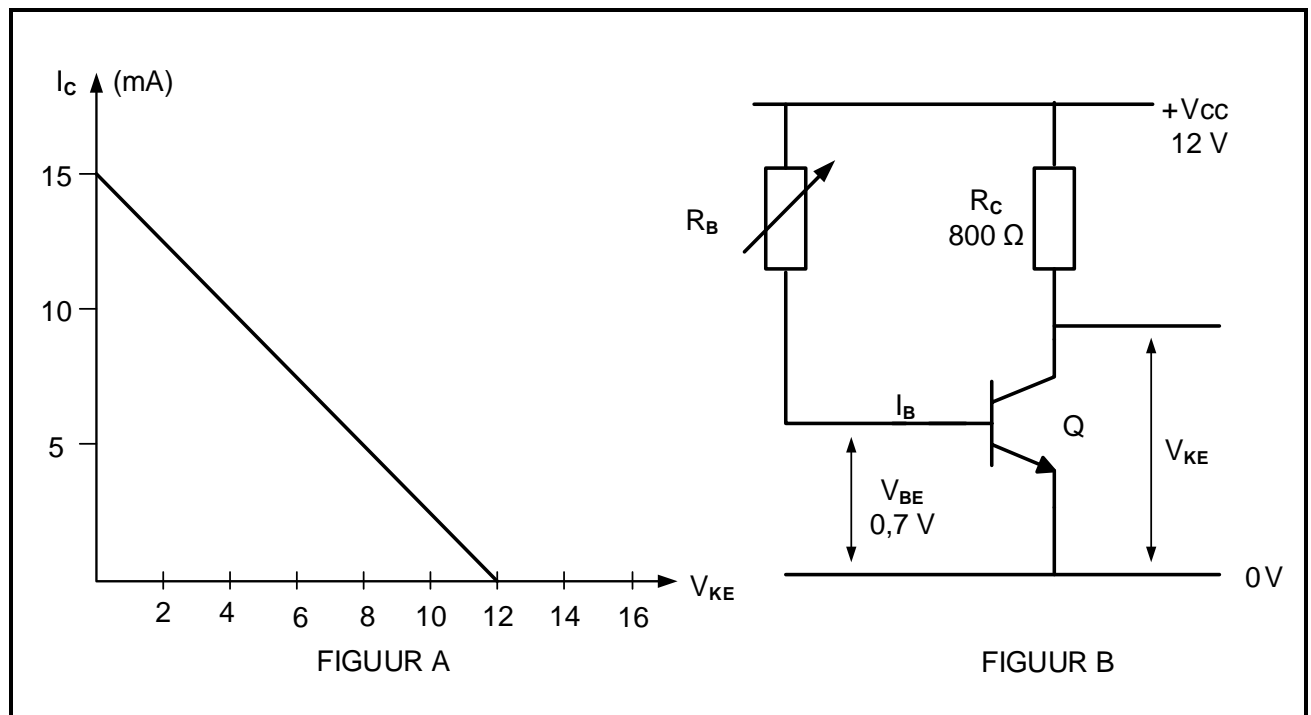 I_C (mA)
15
10
5
2 4 6 8 10 12 14 16
V_KE
FIGUUR A
+Vcc
12 V
R_B
R_C
800 Ω
I_B
Q
V_BE
0,7 V
V_KE
0 V
FIGUUR B